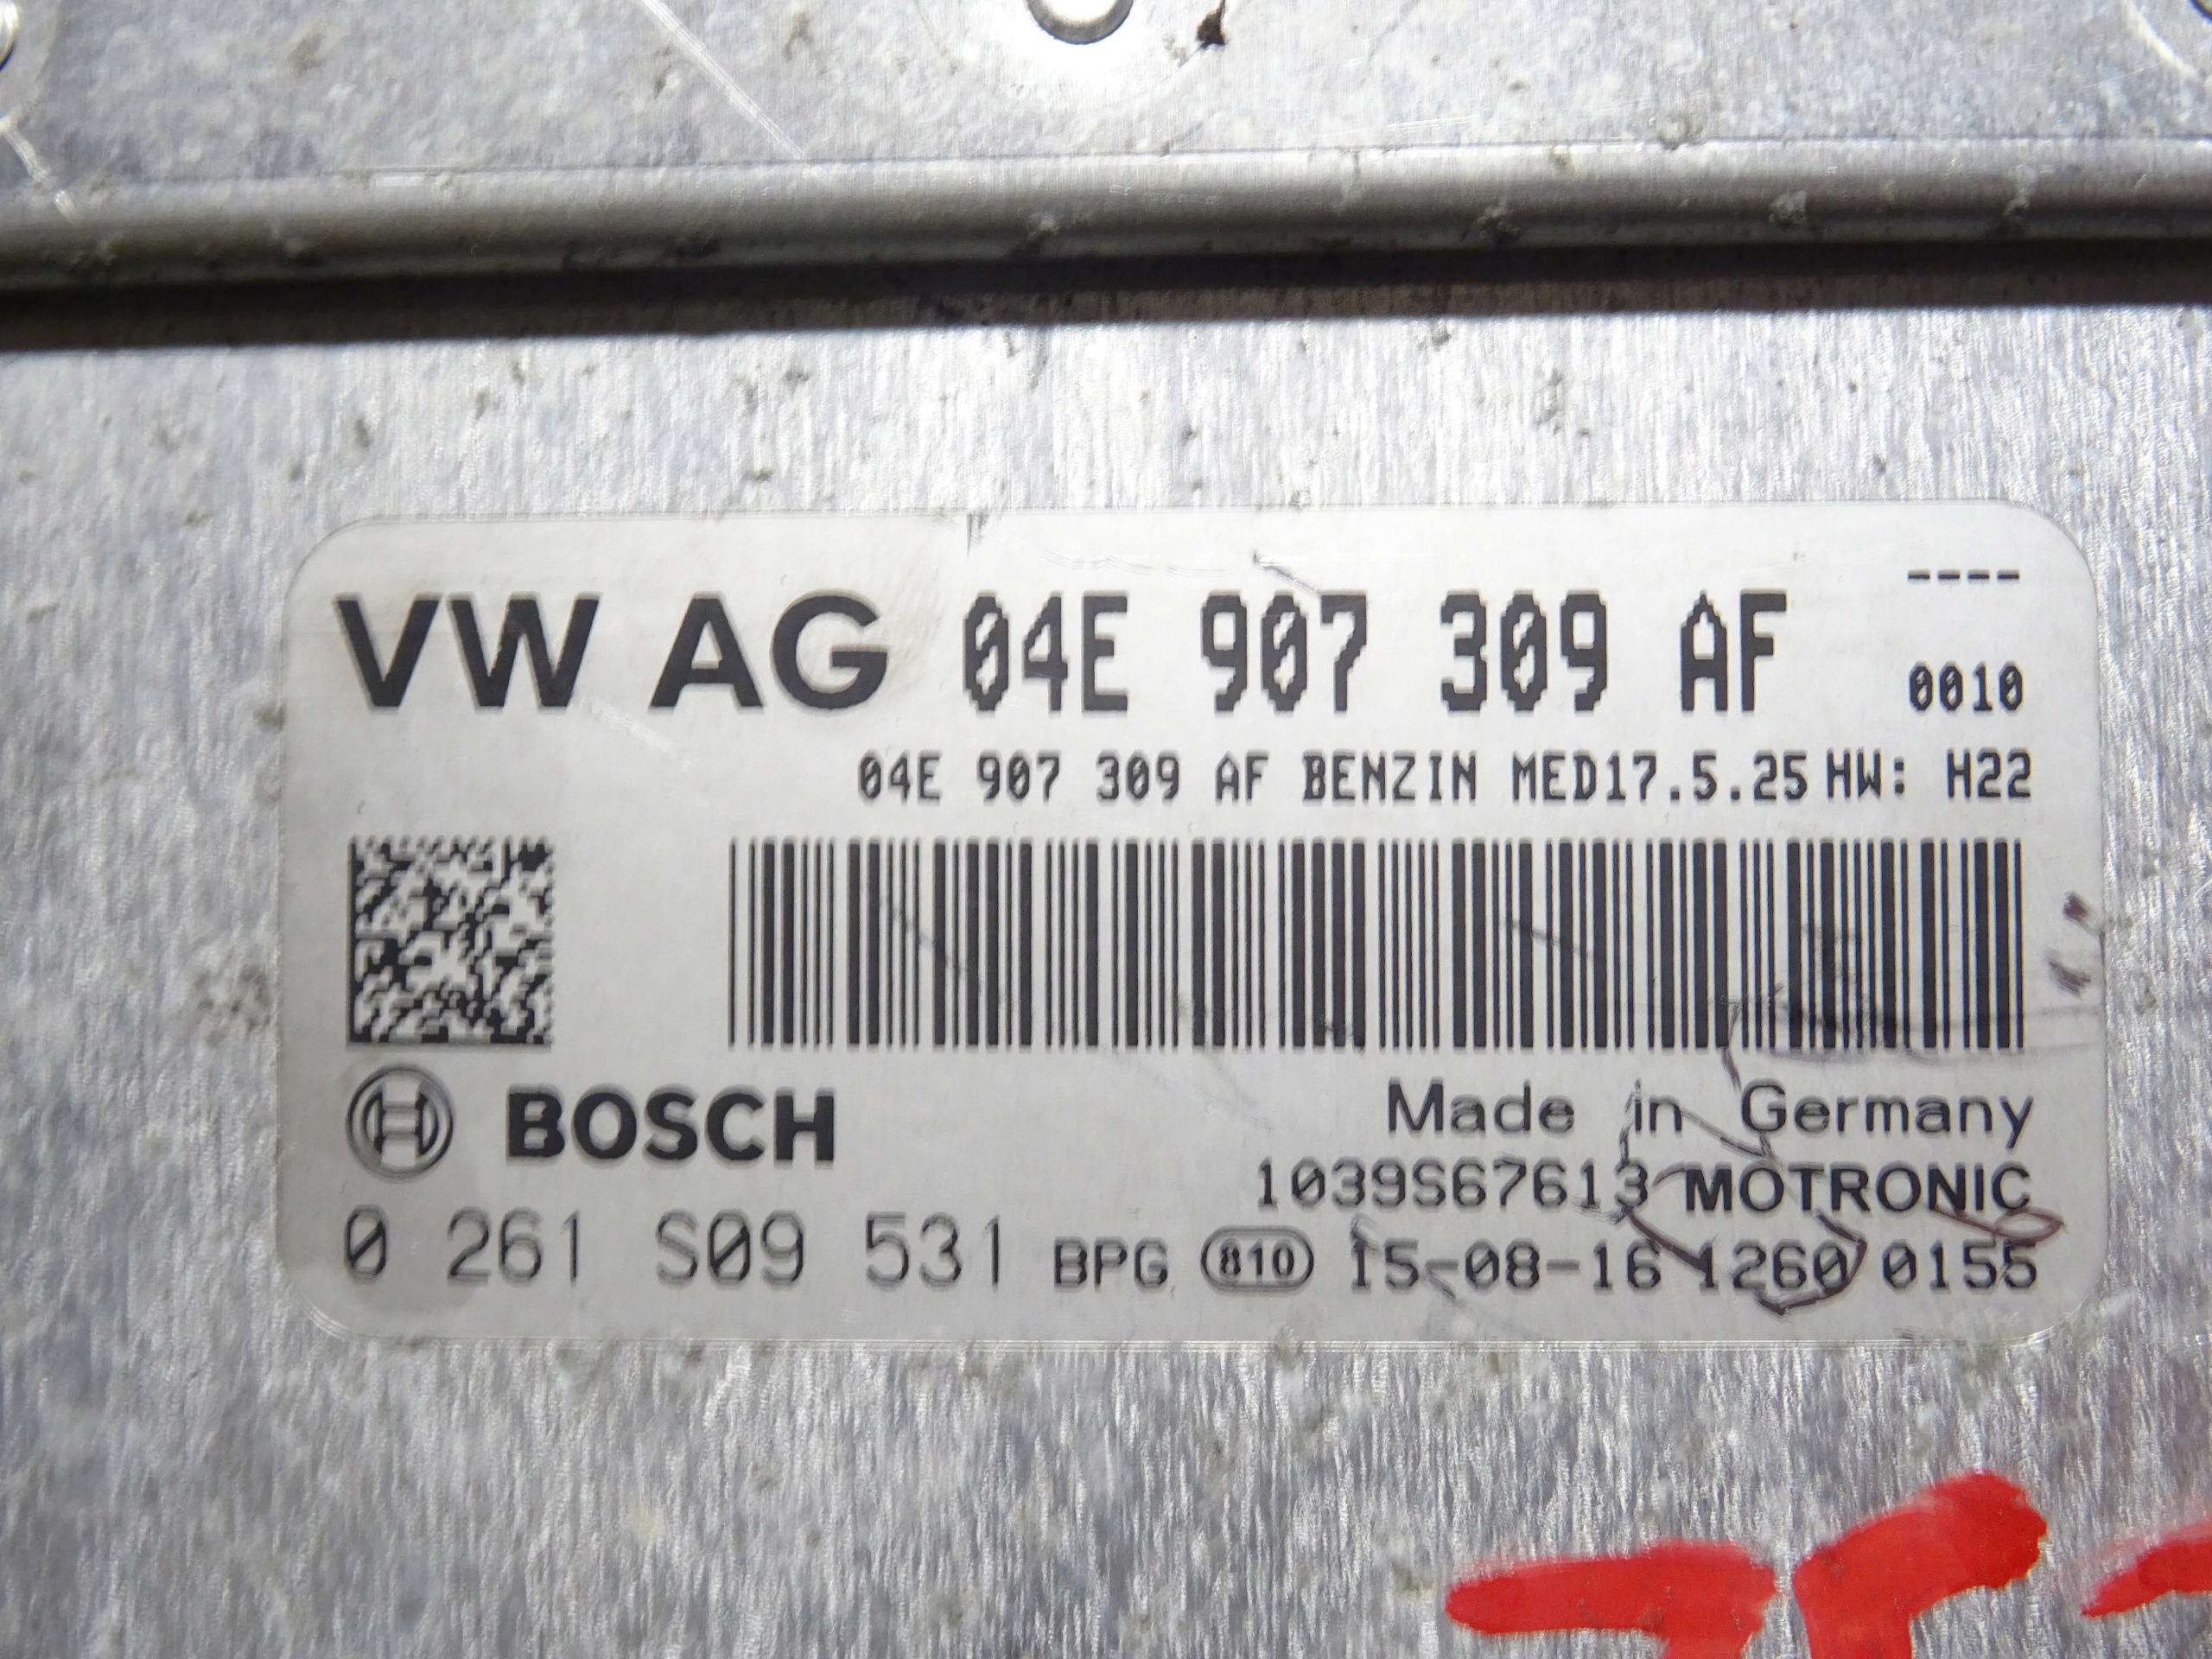 ----
VW AG 04E 907 309 AF 0010
04E 907 309 AF BENZIN MED17.5.25 HW: H22
BOSCH Made in Germany
1039S67613 MOTRONIC
0 261 S09 531 BPG 810 15-08-16 1260 0155